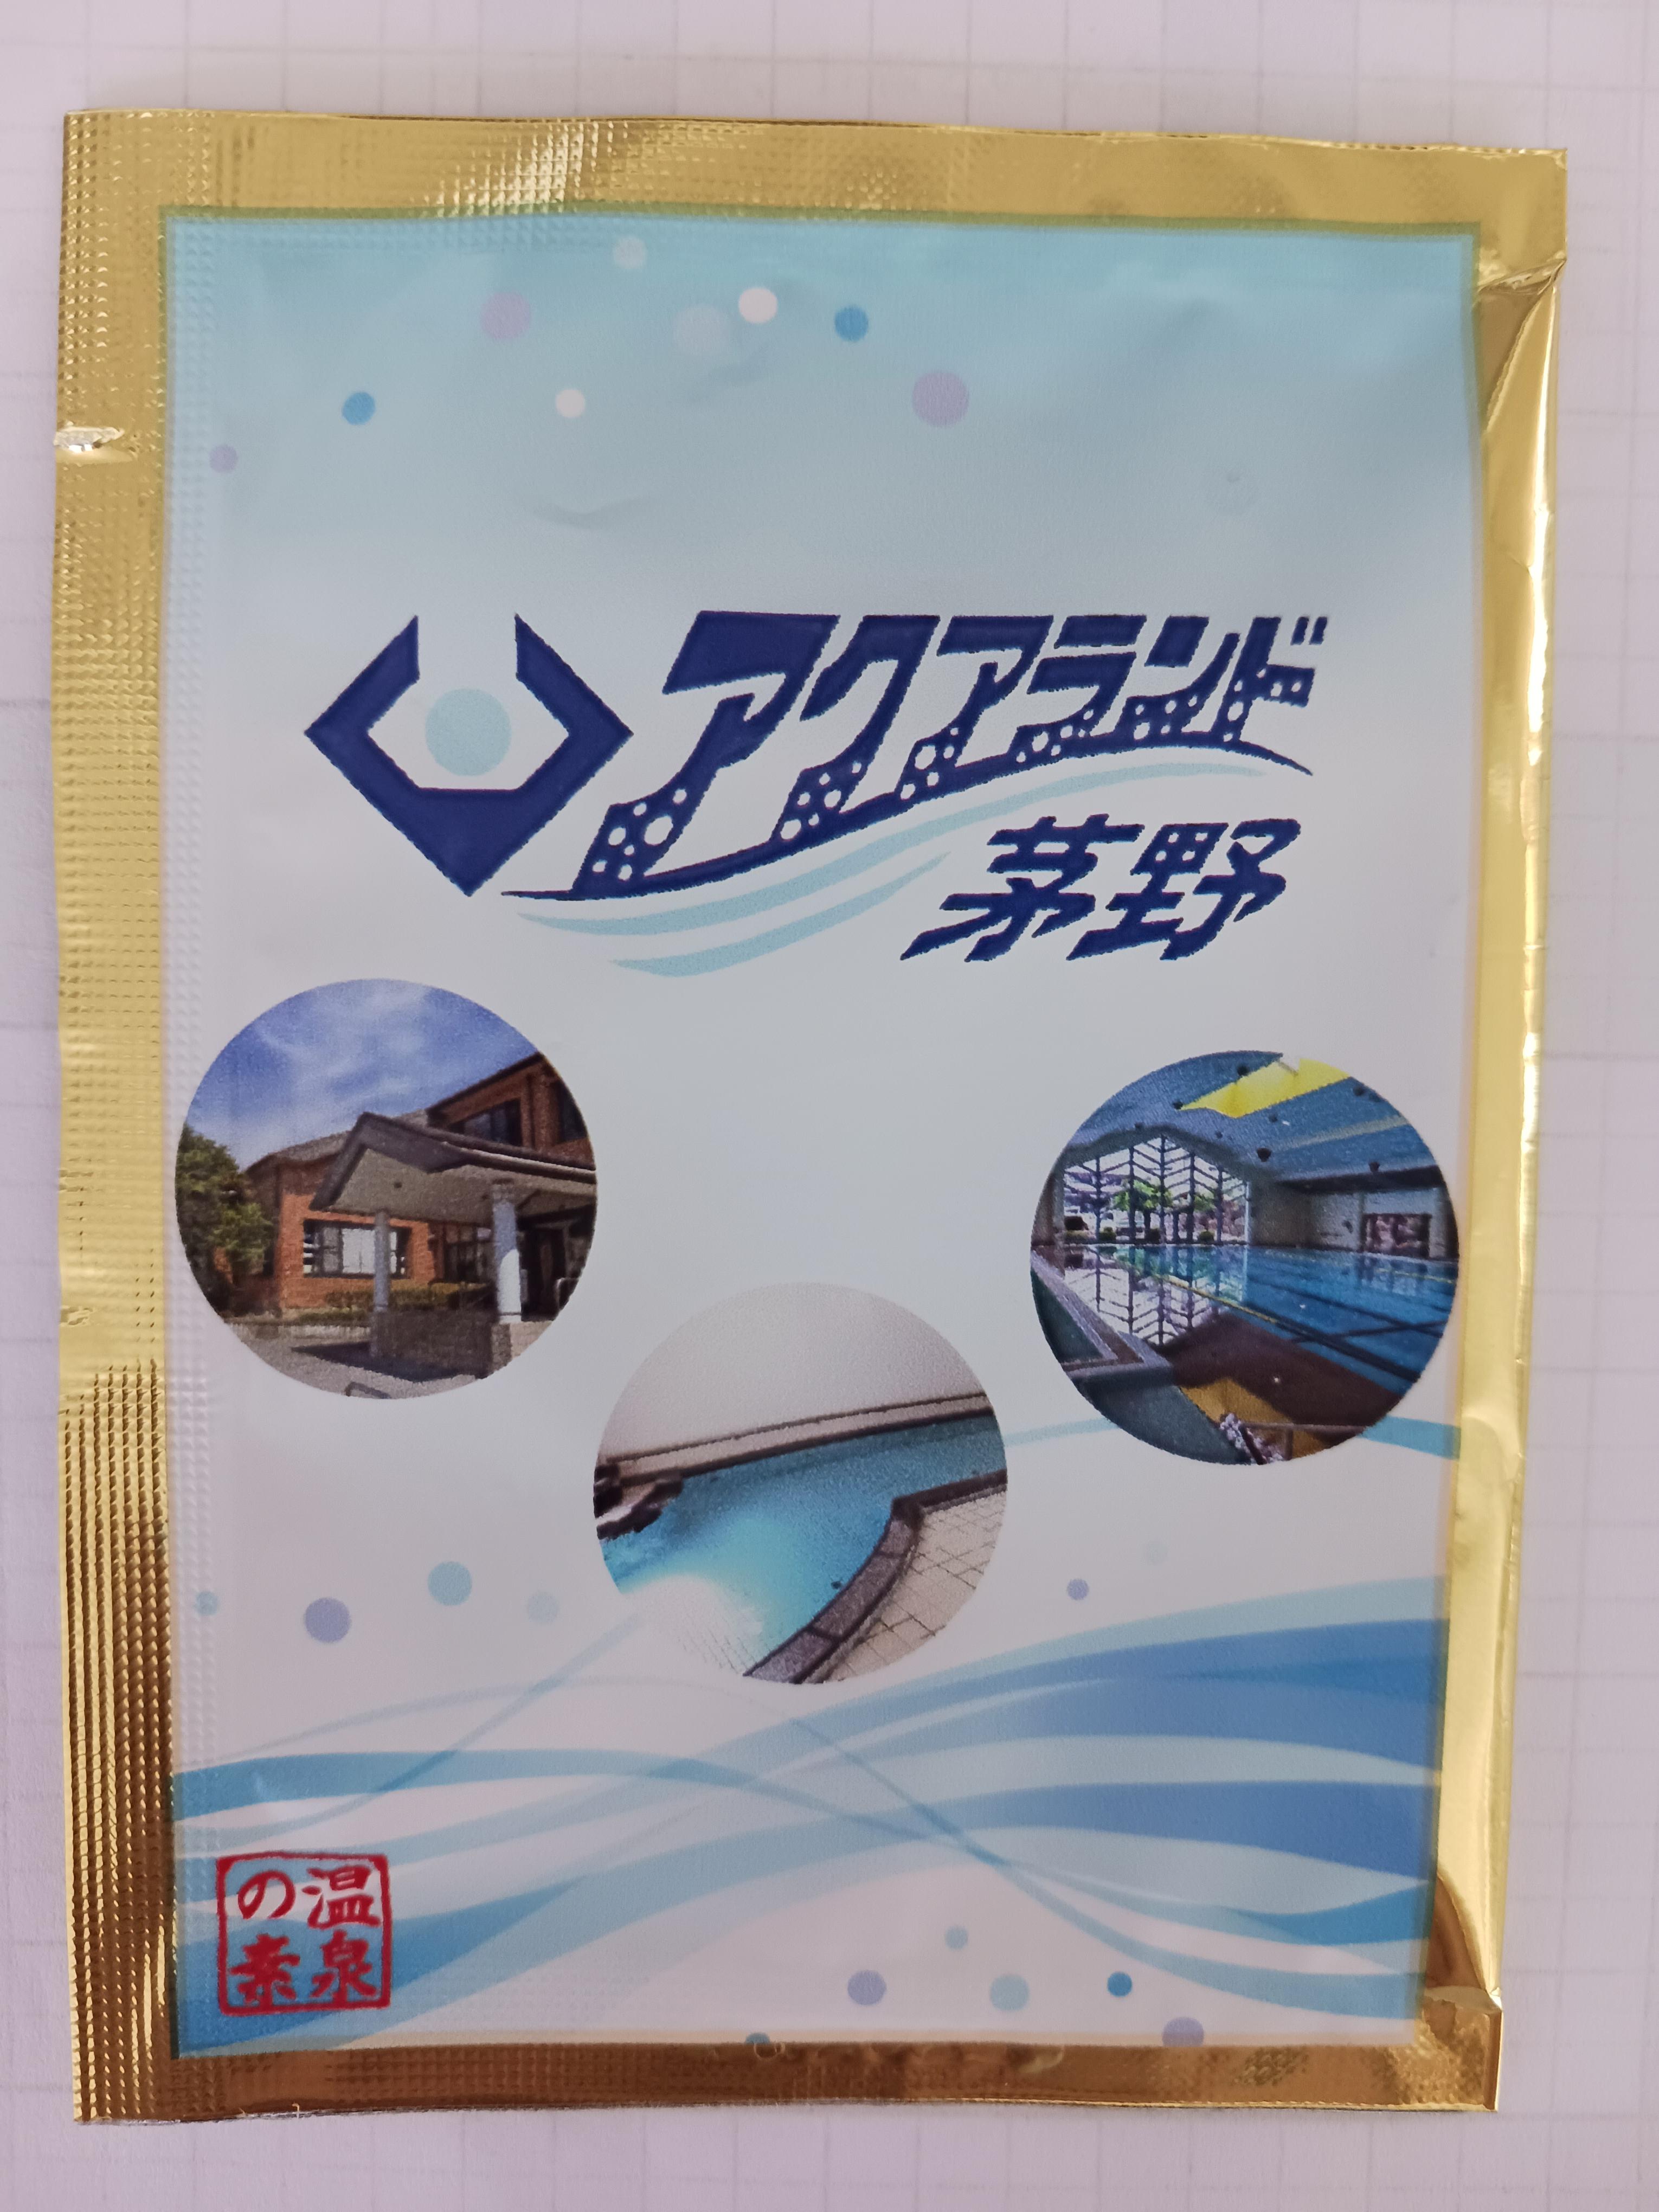 アクアランド
茅野
温泉
の素